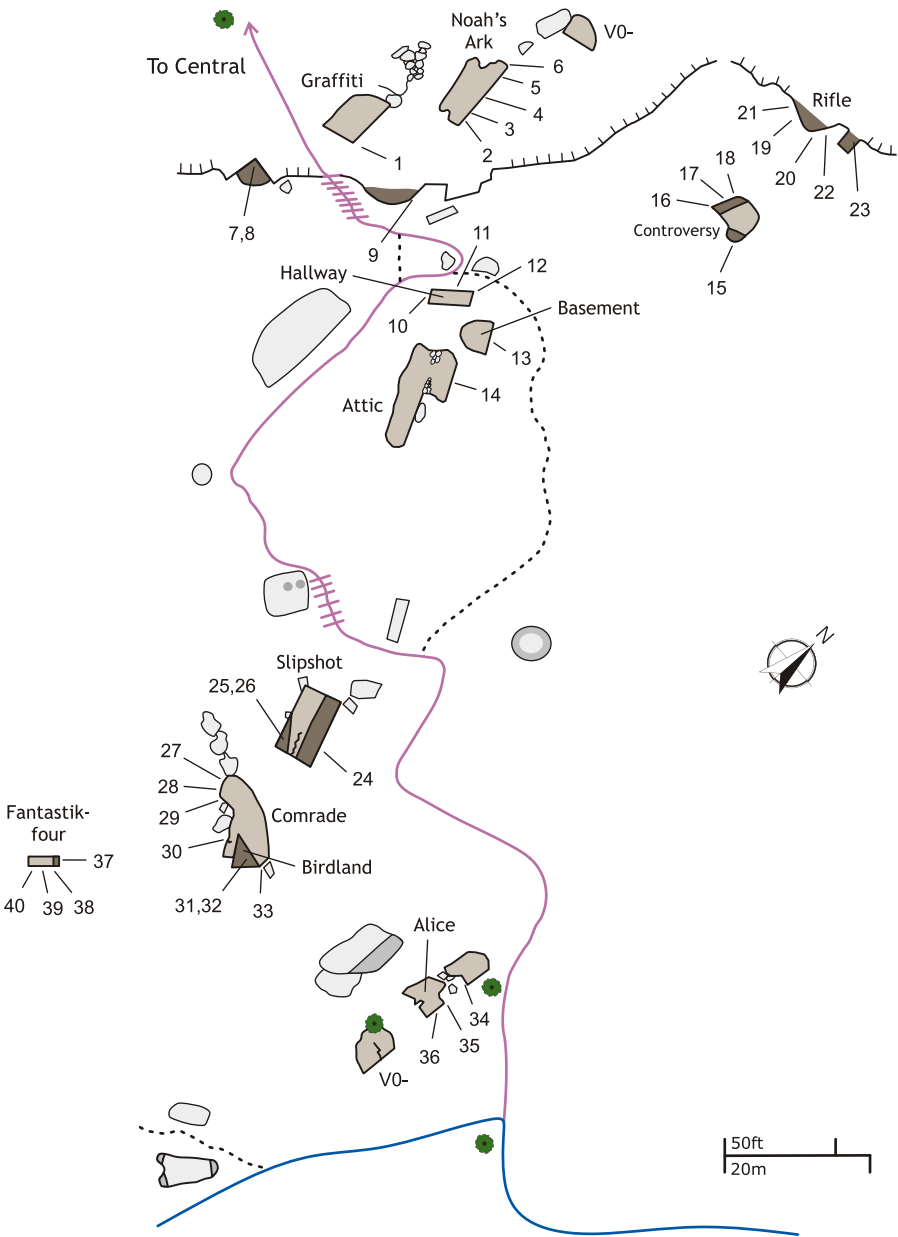 Noah's
Ark
V0-
To Central
Graffiti
6
5
4
3
2
1
Rifle
21
19
20
22
23
18
17
16
Controversy
15
7,8
9
11
12
Hallway
10
Basement
13
Attic
14
N
Slipshot
25,26
24
27
28
29
30
Comrade
Birdland
31,32
33
Fantastik-
four
37
40
39
38
Alice
34
35
36
V0-
50ft
20m